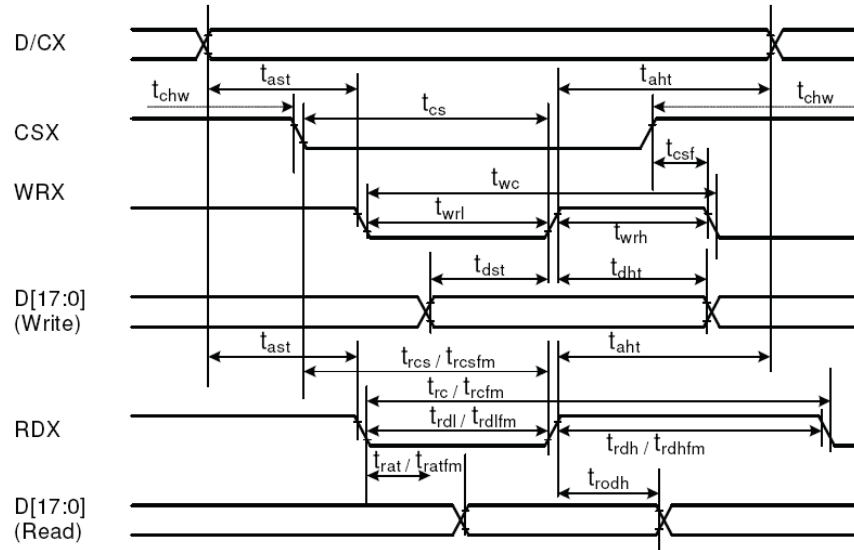 D/CX
t_ast t_aht
t_chw t_cs t_chw
CSX
t_csf
WRX t_wc
t_wrl t_wrh
t_dst t_dht
D[17:0]
(Write)
t_ast t_rcs / t_rcsfm t_aht
t_rc / t_rcfm
RDX t_rdl / t_rdlfm
t_rdh / t_rdhfm
t_rat / t_ratfm
t_rodh
D[17:0]
(Read)